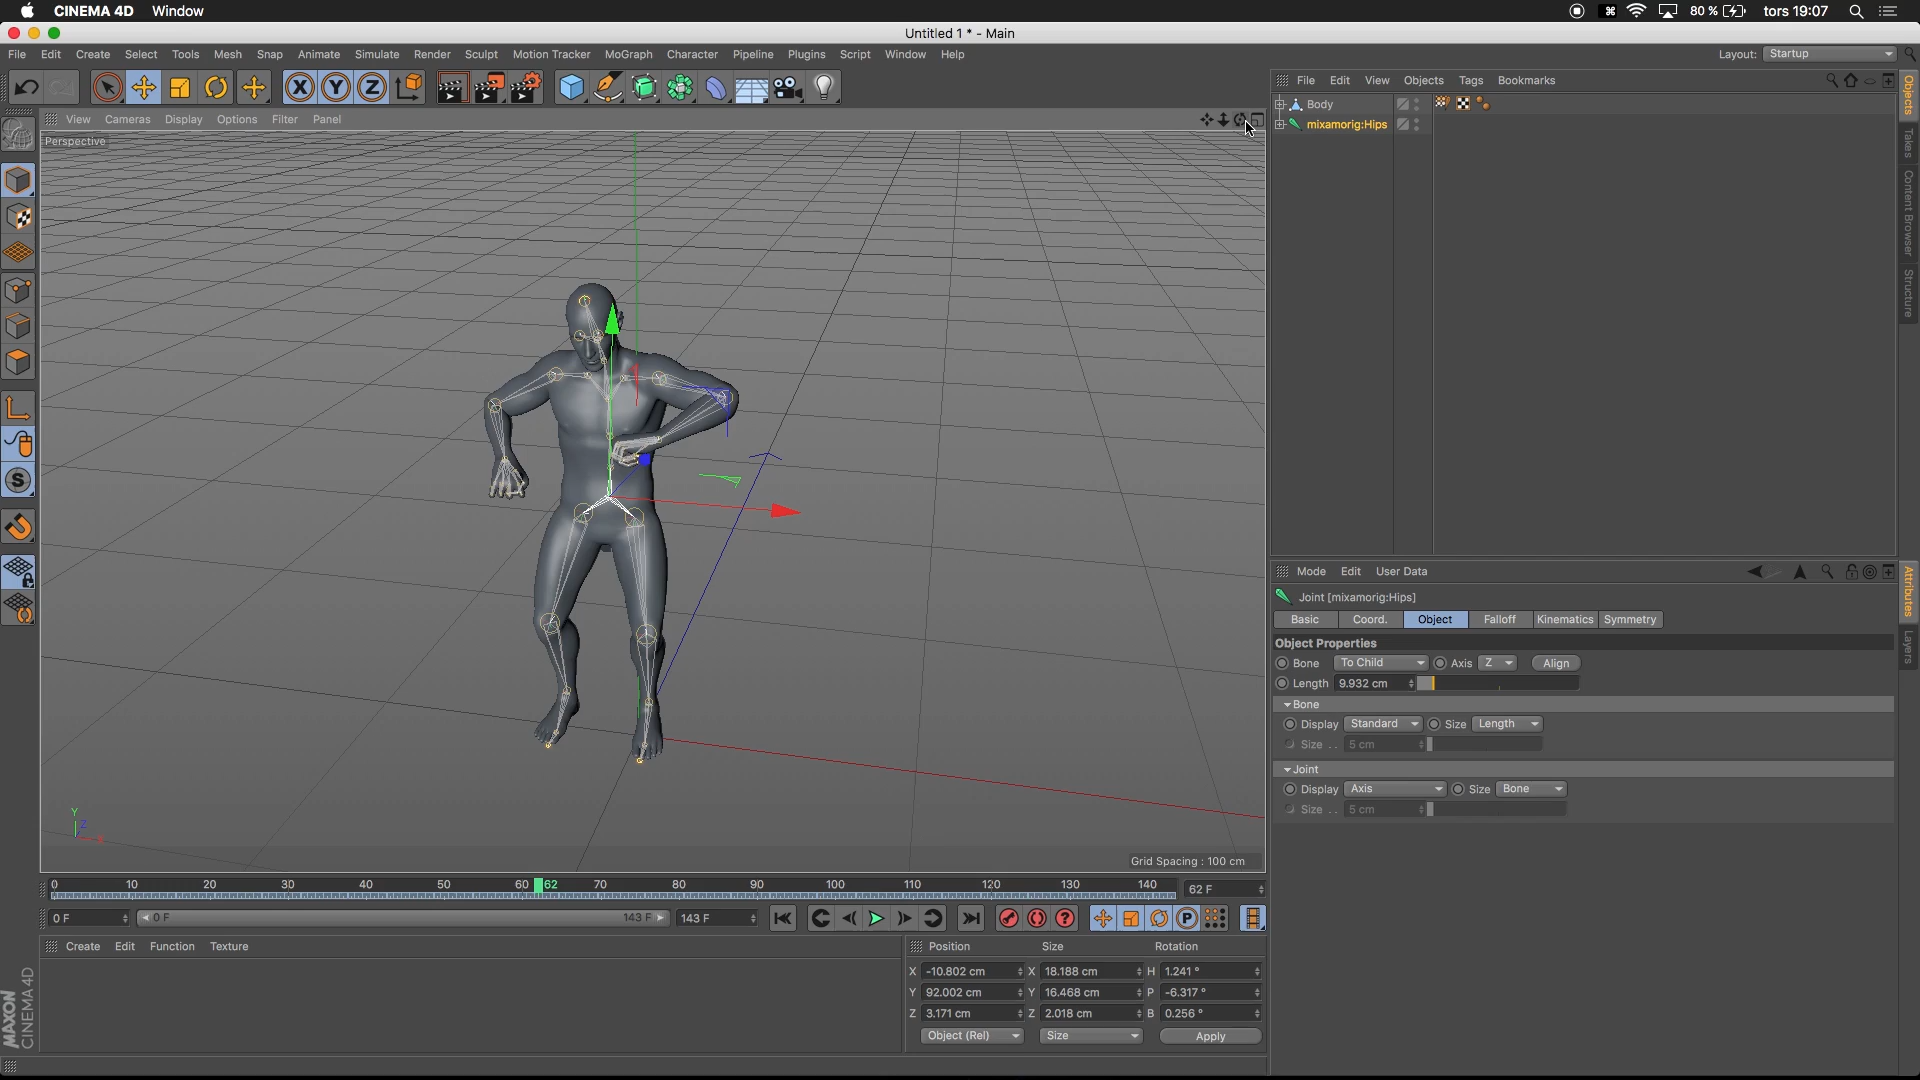 CINEMA 4D Window 80 % tors 19:07
Untitled 1 * - Main
File Edit Create Select Tools Mesh Snap Animate Simulate Render Sculpt Motion Tracker MoGraph Character Pipeline Plugins Script Window Help Layout: Startup
X Y Z
File Edit View Objects Tags Bookmarks
View Cameras Display Options Filter Panel
Perspective
Body
mixamorig:Hips
Objects
Takes
Content Browser
Structure
Mode Edit User Data
Joint [mixamorig:Hips]
Basic Coord. Object Falloff Kinematics Symmetry
Object Properties
Bone To Child Axis Z Align
Length 9.932 cm
Bone
Display Standard Size Length
Size . . 5 cm
Joint
Display Axis Size Bone
Size . . 5 cm
Attributes
Layers
Y
Z
X
Grid Spacing : 100 cm
0 10 20 30 40 50 60 62 70 80 90 100 110 120 130 140 62 F
0 F 0 F 143 F 143 F
Create Edit Function Texture
Position Size Rotation
X -10.802 cm X 18.188 cm H 1.241 °
Y 92.002 cm Y 16.468 cm P -6.317 °
Z 3.171 cm Z 2.018 cm B 0.256 °
Object (Rel) Size Apply
MAXON
CINEMA 4D